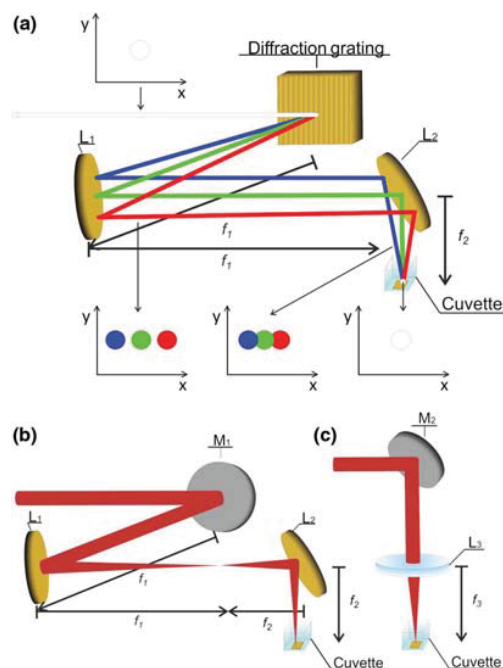 (a)
y
x
Diffraction grating
L1
L2
f1
f1
f2
Cuvette
y
x
y
x
y
x
(b)
M1
L1
L2
f1
f1
f2
f2
Cuvette
(c)
M2
L3
f3
Cuvette